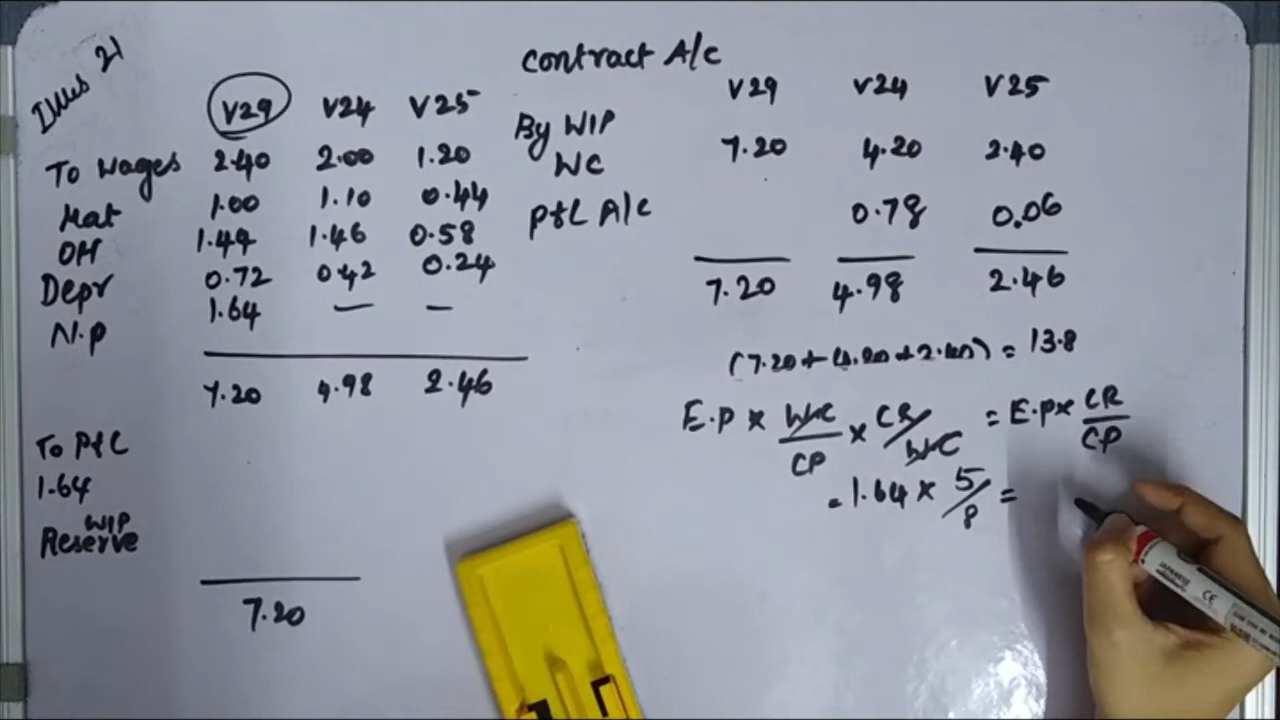 Illus 21
Contract A/c
V29 V24 V25
To Wages 2.40 2.00 1.20
Mat 1.00 1.10 0.44
OH 1.44 1.46 0.58
Depr 0.72 0.42 0.24
N.p 1.64 — —
7.20 4.98 2.46
To P&L
1.64
WIP
Reserve
7.20
V29 V24 V25
By WIP
WC 7.20 4.20 2.40
P&L A/c 0.78 0.06
7.20 4.98 2.46
(7.20+4.20+2.40) = 13.8
E.P × WC/CP × CR/WC = E.P× CR/CP
= 1.64 × 5/8 =
JAPANESE
CE